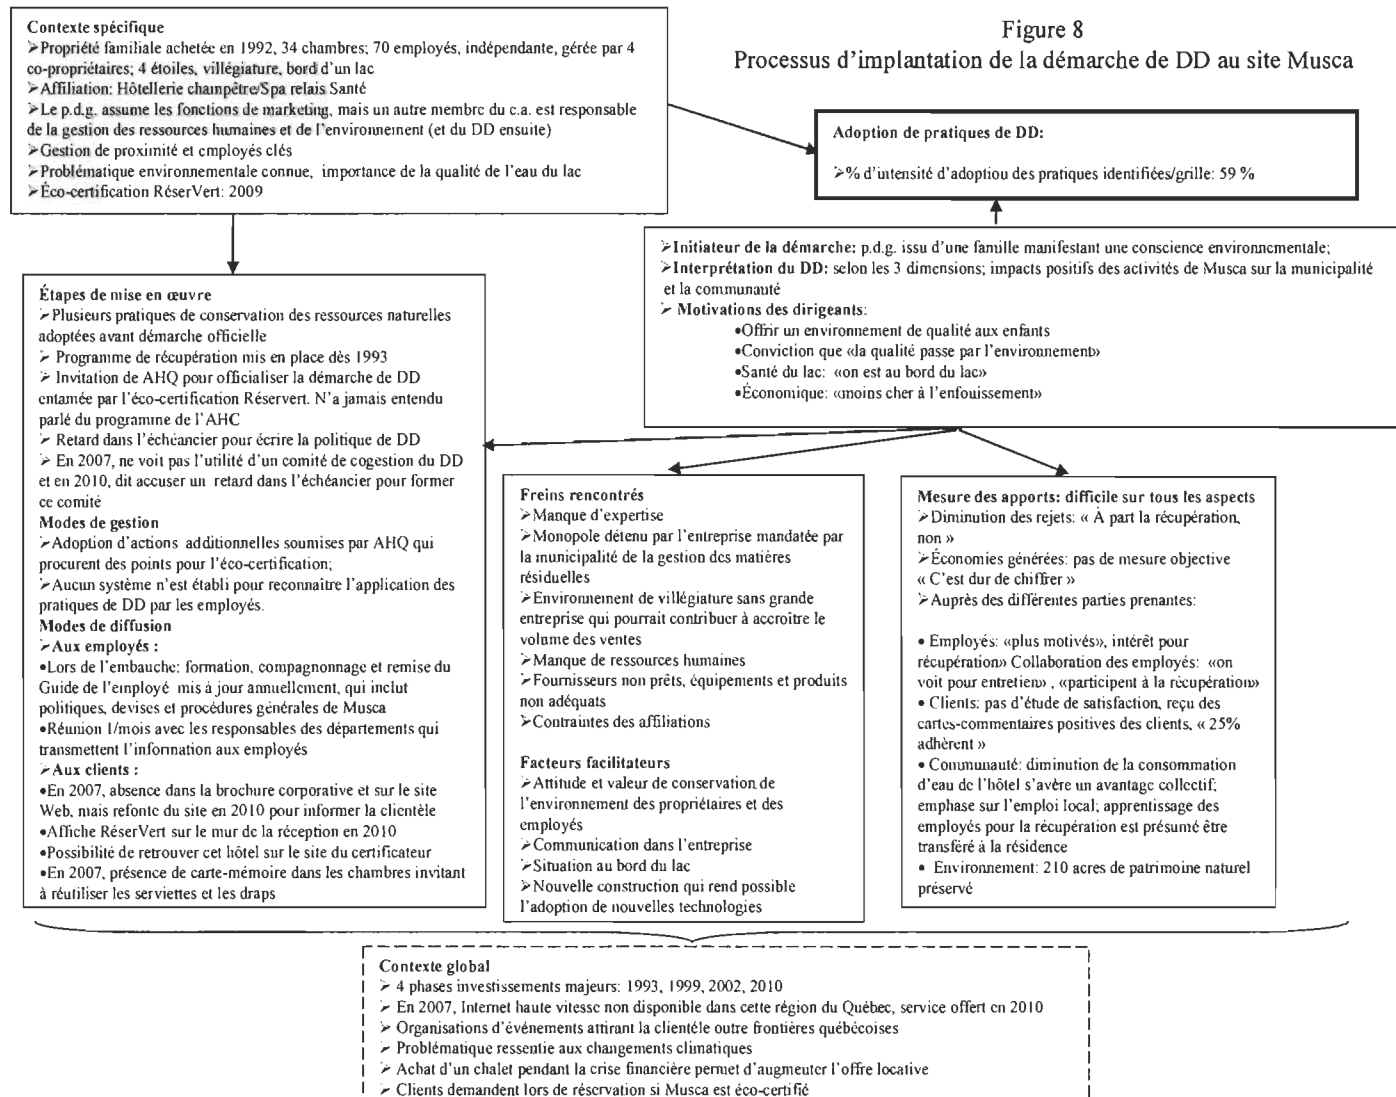 Figure 8
Processus d'implantation de la démarche de DD au site Musca
Contexte spécifique
➢Propriété familiale achetée en 1992, 34 chambres; 70 employés, indépendante, gérée par 4
co-propriétaires; 4 étoiles, villégiature, bord d'un lac
➢Affiliation: Hôtellerie champêtre/Spa relais Santé
➢Le p.d.g. assume les fonctions de marketing, mais un autre membre du c.a. est responsable
de la gestion des ressources humaines et de l'environnement (et du DD ensuite)
➢Gestion de proximité et employés clés
➢Problématique environnementale connue, importance de la qualité de l'eau du lac
➢Éco-certification RéserVert: 2009
Adoption de pratiques de DD:
➢% d'intensité d'adoption des pratiques identifiées/grille: 59 %
➢Initiateur de la démarche: p.d.g. issu d'une famille manifestant une conscience environnementale;
➢Interprétation du DD: selon les 3 dimensions; impacts positifs des activités de Musca sur la municipalité
et la communauté
➢ Motivations des dirigeants:
•Offrir un environnement de qualité aux enfants
•Conviction que «la qualité passe par l'environnement»
•Santé du lac: «on est au bord du lac»
•Économique: «moins cher à l'enfouissement»
Étapes de mise en œuvre
➢Plusieurs pratiques de conservation des ressources naturelles
adoptées avant démarche officielle
➢ Programme de récupération mis en place dès 1993
➢ Invitation de AHQ pour officialiser la démarche de DD
entamée par l'éco-certification Réservert. N'a jamais entendu
parlé du programme de l'AHC
➢ Retard dans l'échéancier pour écrire la politique de DD
➢ En 2007, ne voit pas l'utilité d'un comité de cogestion du DD
et en 2010, dit accuser un retard dans l'échéancier pour former
ce comité
Modes de gestion
➢Adoption d'actions additionnelles soumises par AHQ qui
procurent des points pour l'éco-certification;
➢Aucun système n'est établi pour reconnaître l'application des
pratiques de DD par les employés.
Modes de diffusion
➢Aux employés :
•Lors de l'embauche: formation, compagnonnage et remise du
Guide de l'employé mis à jour annuellement, qui inclut
politiques, devises et procédures générales de Musca
•Réunion 1/mois avec les responsables des départements qui
transmettent l'information aux employés
➢Aux clients :
•En 2007, absence dans la brochure corporative et sur le site
Web, mais refonte du site en 2010 pour informer la clientèle
•Affiche RéserVert sur le mur de la réception en 2010
•Possibilité de retrouver cet hôtel sur le site du certificateur
•En 2007, présence de carte-mémoire dans les chambres invitant
à réutiliser les serviettes et les draps
Freins rencontrés
➢Manque d'expertise
➢Monopole détenu par l'entreprise mandatée par
la municipalité de la gestion des matières
résiduelles
➢Environnement de villégiature sans grande
entreprise qui pourrait contribuer à accroître le
volume des ventes
➢Manque de ressources humaines
➢Fournisseurs non prêts, équipements et produits
non adéquats
➢Contraintes des affiliations
Facteurs facilitateurs
➢Attitude et valeur de conservation de
l'environnement des propriétaires et des
employés
➢Communication dans l'entreprise
➢Situation au bord du lac
➢Nouvelle construction qui rend possible
l'adoption de nouvelles technologies
Mesure des apports: difficile sur tous les aspects
➢Diminution des rejets: « À part la récupération,
non »
➢Économies générées: pas de mesure objective
« C'est dur de chiffrer »
➢Auprès des différentes parties prenantes:
• Employés: «plus motivés», intérêt pour
récupération» Collaboration des employés: «on
voit pour entretien» , «participent à la récupération»
• Clients: pas d'étude de satisfaction, reçu des
cartes-commentaires positives des clients, « 25%
adhèrent »
• Communauté: diminution de la consommation
d'eau de l'hôtel s'avère un avantage collectif;
emphase sur l'emploi local; apprentissage des
employés pour la récupération est présumé être
transféré à la résidence
• Environnement: 210 acres de patrimoine naturel
préservé
Contexte global
➢ 4 phases investissements majeurs: 1993, 1999, 2002, 2010
➢ En 2007, Internet haute vitesse non disponible dans cette région du Québec, service offert en 2010
➢ Organisations d'événements attirant la clientèle outre frontières québécoises
➢ Problématique ressentie aux changements climatiques
➢ Achat d'un chalet pendant la crise financière permet d'augmenter l'offre locative
➢ Clients demandent lors de réservation si Musca est éco-certifié